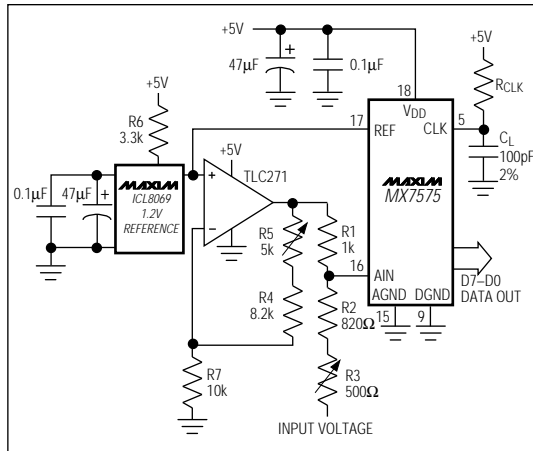 +5V
+5V
47µF
+
0.1µF
RCLK
+5V
18
VDD
R6
3.3k
17
REF
CLK
5
CL
100pF
2%
+5V
TLC271
0.1µF
47µF
+
MAXIM
ICL8069
1.2V
REFERENCE
+
−
MAXIM
MX7575
R5
5k
R1
1k
16
AIN
D7–D0
DATA OUT
R4
8.2k
R2
820Ω
AGND
DGND
15
9
R7
10k
R3
500Ω
INPUT VOLTAGE